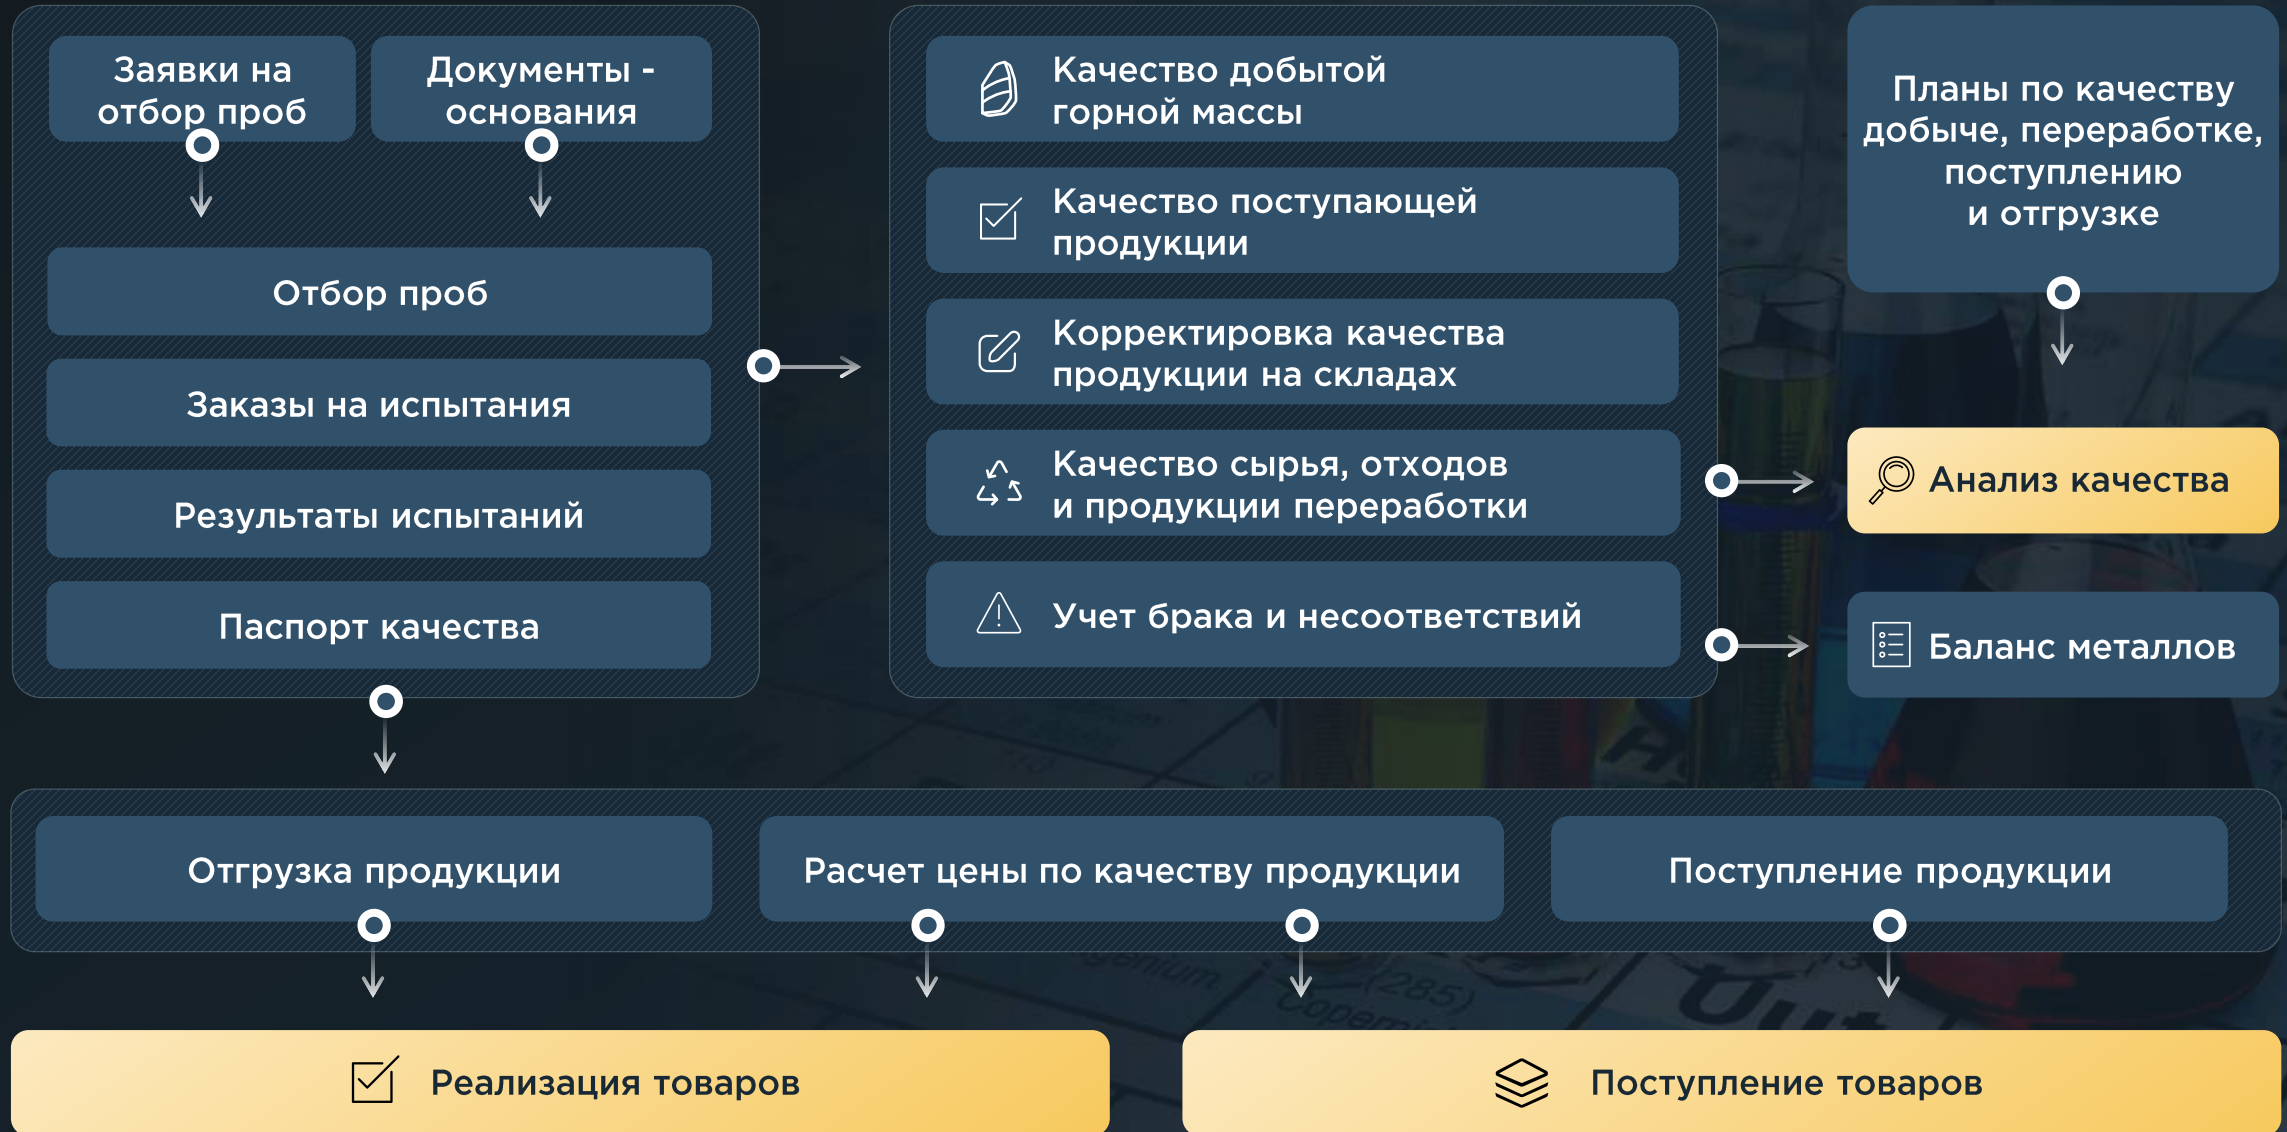 Заявки на
отбор проб
Документы -
основания
Отбор проб
Заказы на испытания
Результаты испытаний
Паспорт качества
Качество добытой
горной массы
Качество поступающей
продукции
Корректировка качества
продукции на складах
Качество сырья, отходов
и продукции переработки
Учет брака и несоответствий
Планы по качеству
добыче, переработке,
поступлению
и отгрузке
Анализ качества
Баланс металлов
Отгрузка продукции
Расчет цены по качеству продукции
Поступление продукции
(285)
Реализация товаров
Поступление товаров